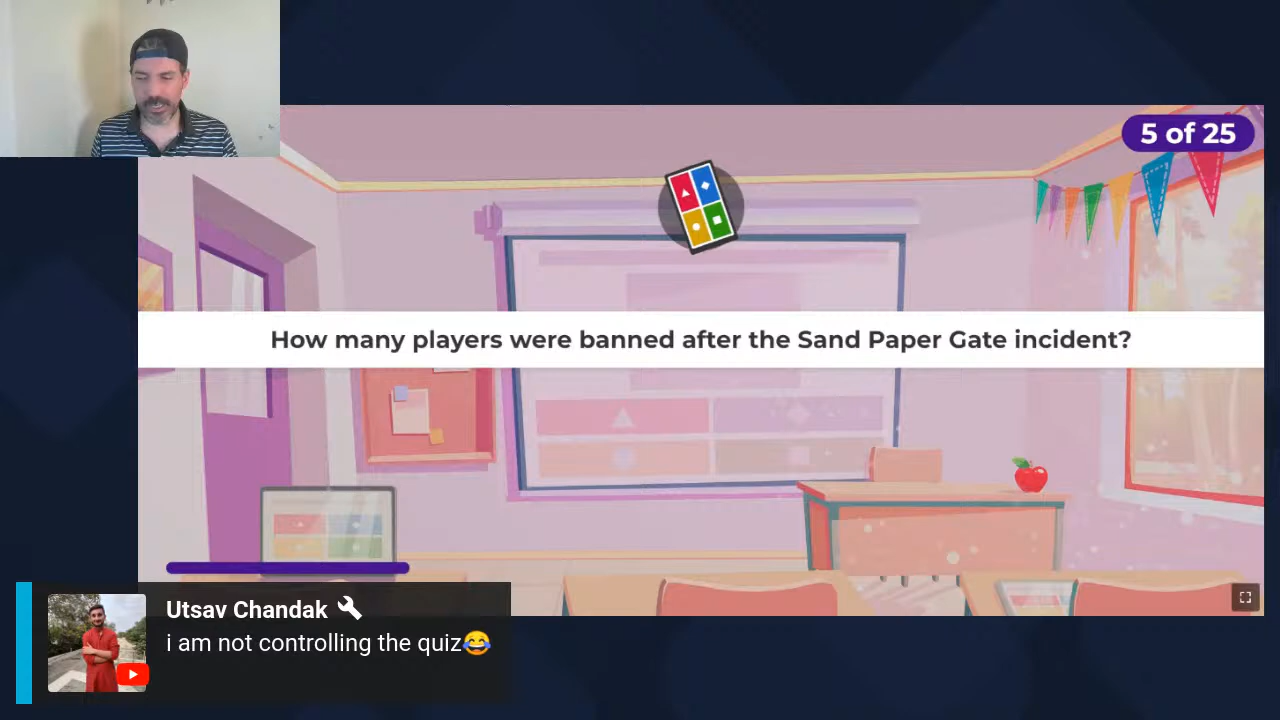 5 of 25
How many players were banned after the Sand Paper Gate incident?
Utsav Chandak 🔧
i am not controlling the quiz😂